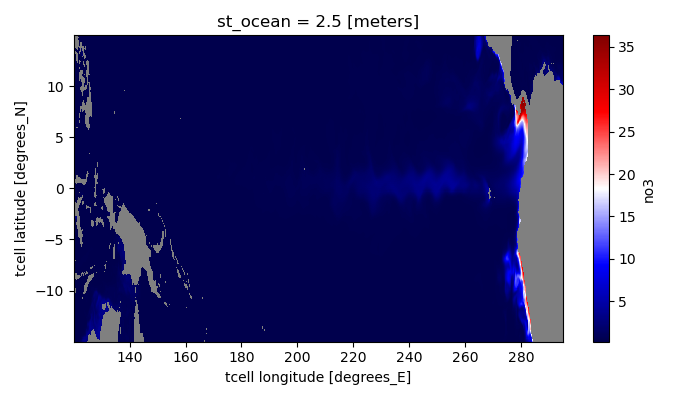 st_ocean = 2.5 [meters]
tcell latitude [degrees_N]
10
5
0
−5
−10
140 160 180 200 220 240 260 280
tcell longitude [degrees_E]
35
30
25
20
15
10
5
no3